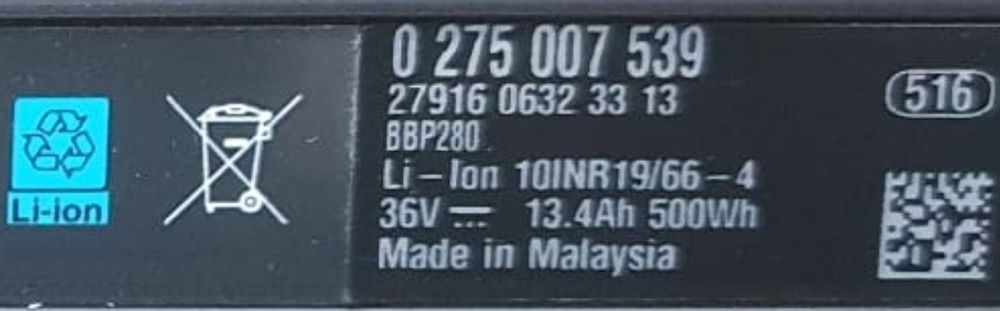 Li-ion
0 275 007 539
27916 0632 33 13
BBP280
Li-Ion 10INR19/66-4
36V ⎓ 13.4Ah 500Wh
Made in Malaysia
516